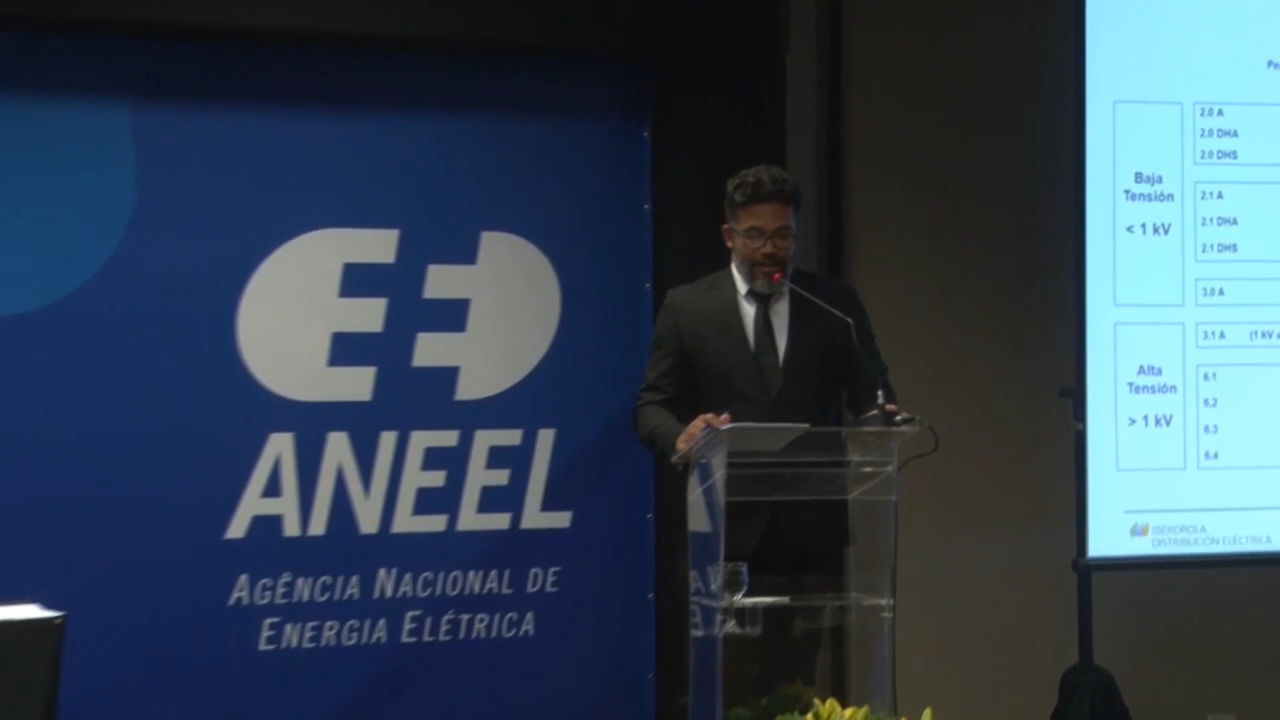 ANEEL
AGÊNCIA NACIONAL DE
ENERGIA ELÉTRICA
2.0 A
2.0 DHA
2.0 DHS
Baja
Tensión
< 1 kV
2.1 A
2.1 DHA
2.1 DHS
3.0 A
3.1 A (1 kV
Alta
Tensión
> 1 kV
6.1
6.2
6.3
6.4
IBERDROLA
DISTRIBUCIÓN ELÉCTRICA